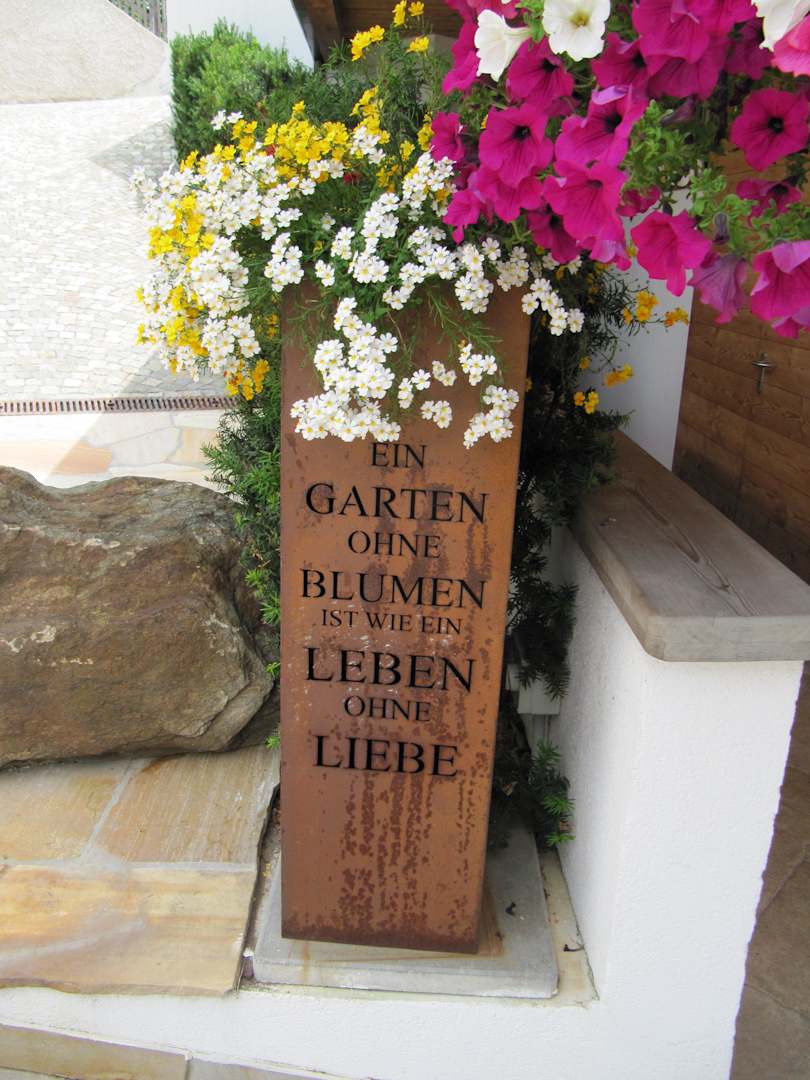 EIN
GARTEN
OHNE
BLUMEN
IST WIE EIN
LEBEN
OHNE
LIEBE